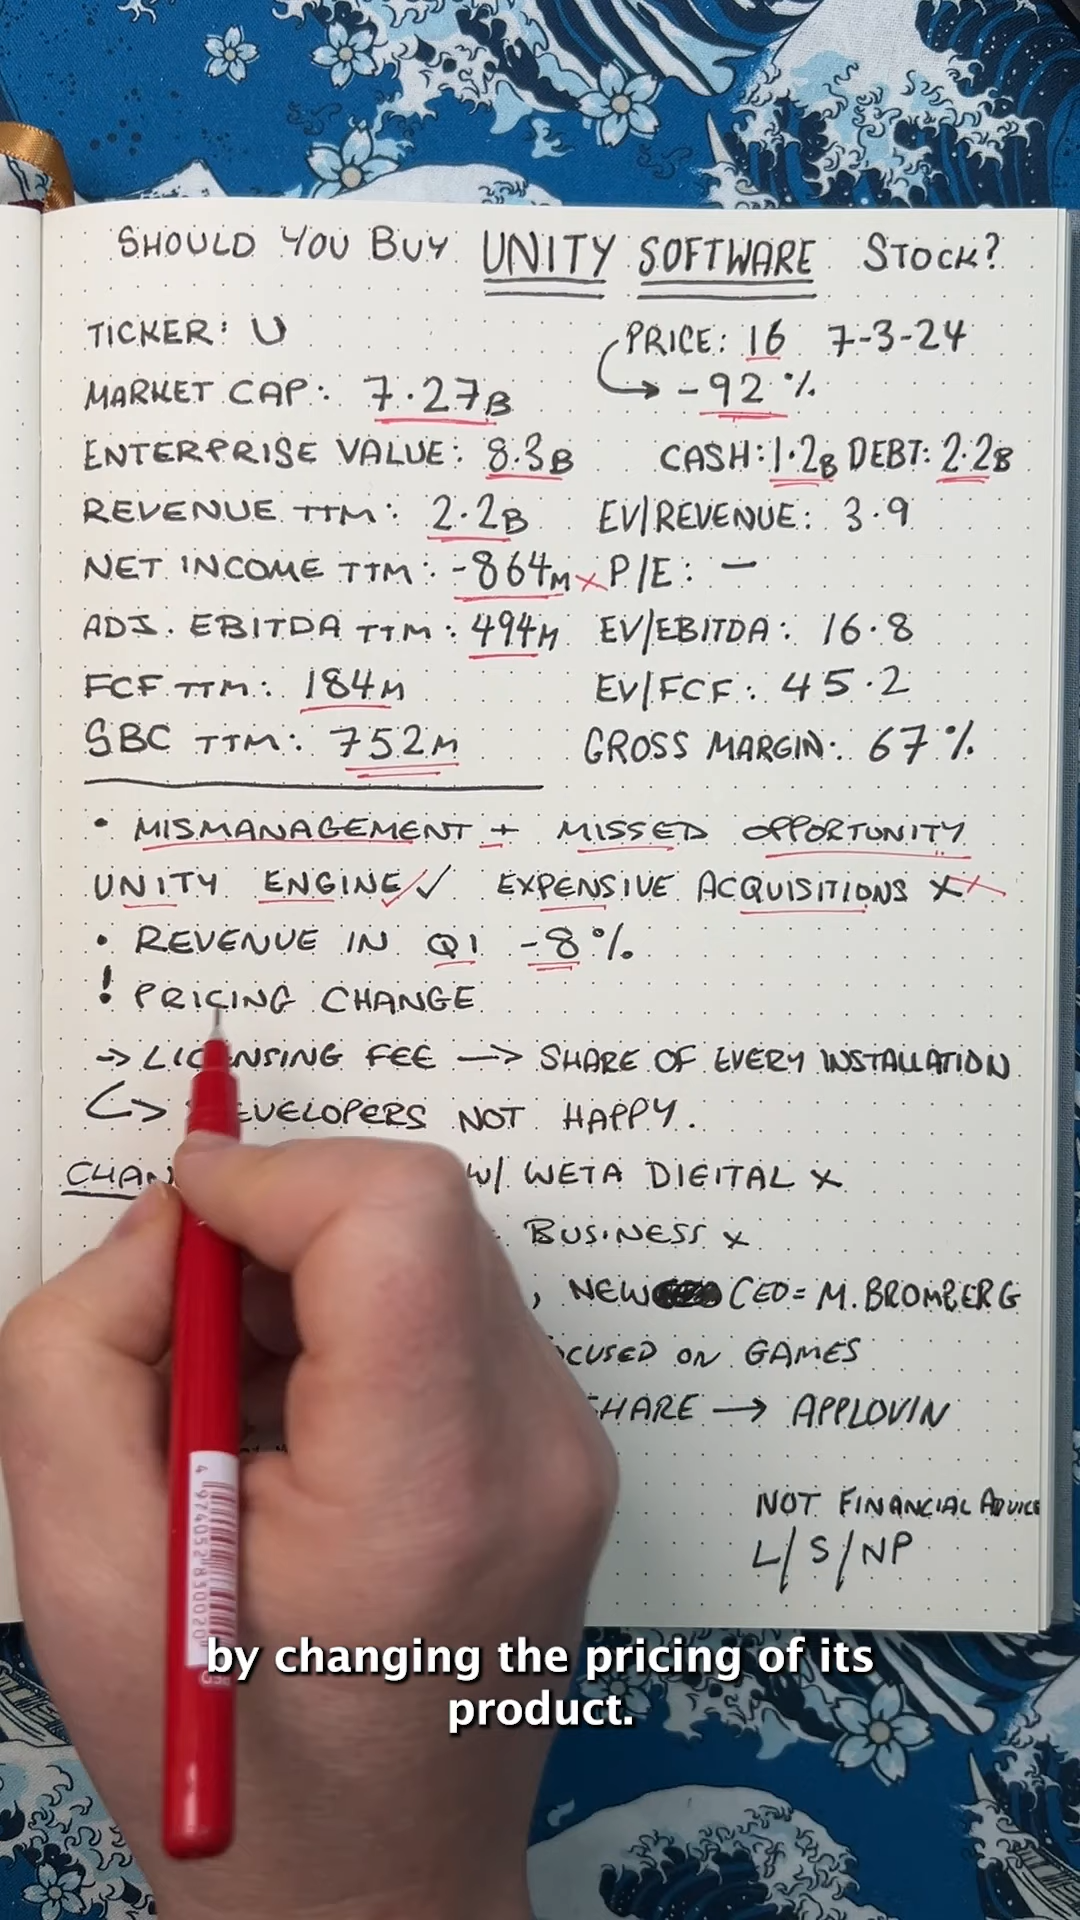 SHOULD YOU BUY UNITY SOFTWARE STOCK?
TICKER: U PRICE: 16 7-3-24
-92%
MARKET CAP: 7.27B
ENTERPRISE VALUE: 8.3B CASH: 1.2B DEBT: 2.2B
REVENUE TTM: 2.2B EV/REVENUE: 3.9
NET INCOME TTM: -864M x P/E: —
ADJ. EBITDA TTM: 494M EV/EBITDA: 16.8
FCF TTM: 184M EV/FCF: 45.2
SBC TTM: 752M GROSS MARGIN: 67%
• MISMANAGEMENT + MISSED OPPORTUNITY
UNITY ENGINE ✓ EXPENSIVE ACQUISITIONS x
• REVENUE IN Q1 -8%
! PRICING CHANGE
→ LICENSING FEE → SHARE OF EVERY INSTALLATION
↪ DEVELOPERS NOT HAPPY.
W/ WETA DIGITAL x
BUSINESS x
, NEW CEO = M. BROMBERG
ON GAMES
SHARE → APPLOVIN
NOT FINANCIAL ADVICE
L/S/NP
4 974052 850020
RED
by changing the pricing of its
product.